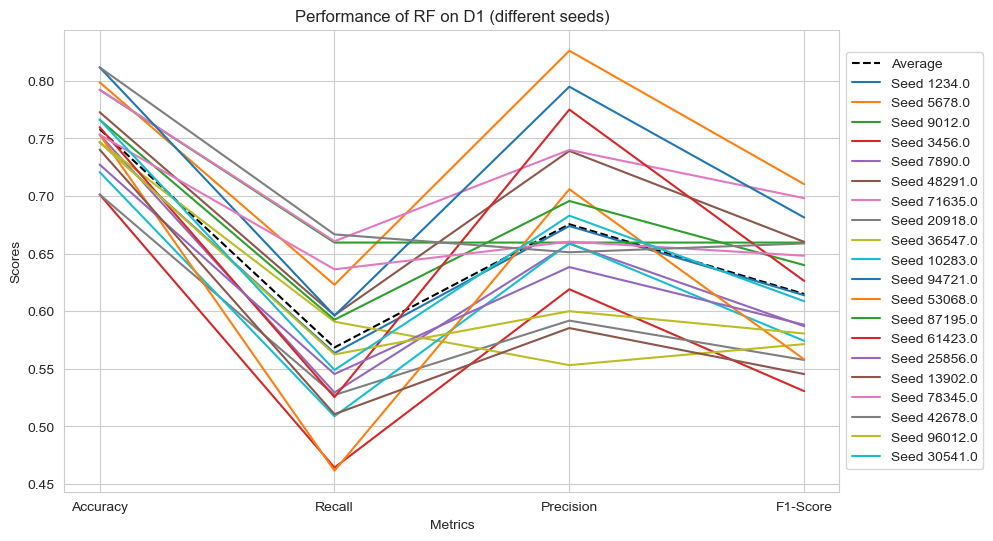 Performance of RF on D1 (different seeds)
Scores
0.80
0.75
0.70
0.65
0.60
0.55
0.50
0.45
Accuracy
Recall
Precision
F1-Score
Metrics
Average
Seed 1234.0
Seed 5678.0
Seed 9012.0
Seed 3456.0
Seed 7890.0
Seed 48291.0
Seed 71635.0
Seed 20918.0
Seed 36547.0
Seed 10283.0
Seed 94721.0
Seed 53068.0
Seed 87195.0
Seed 61423.0
Seed 25856.0
Seed 13902.0
Seed 78345.0
Seed 42678.0
Seed 96012.0
Seed 30541.0